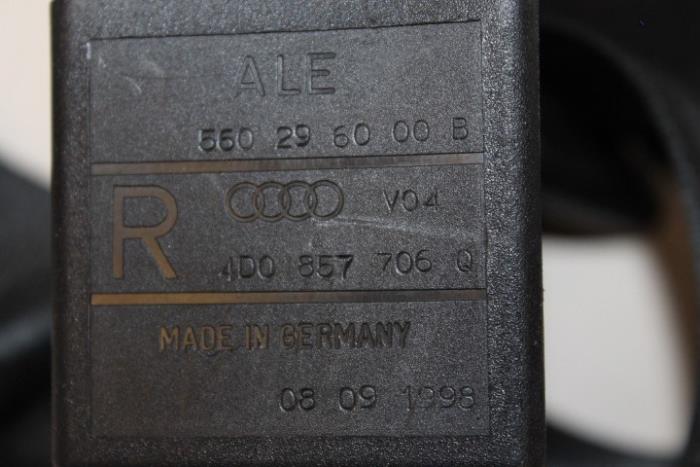 ALE
560 29 60 00 B
R V04
4D0 857 706 Q
MADE IN GERMANY
08 09 1998